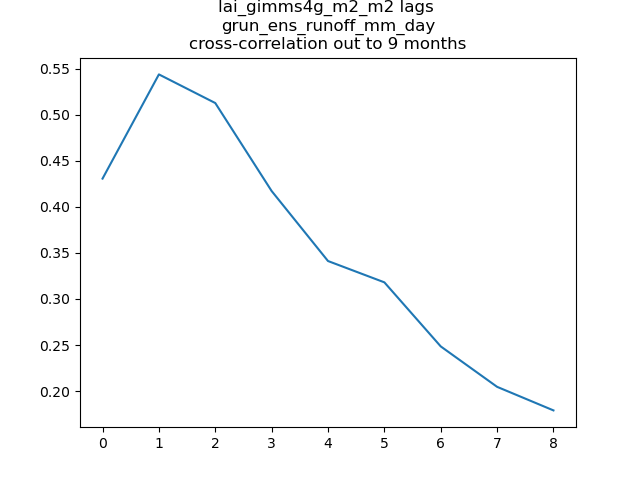 lai_gimms4g_m2_m2 lags
grun_ens_runoff_mm_day
cross-correlation out to 9 months
0.55
0.50
0.45
0.40
0.35
0.30
0.25
0.20
0 1 2 3 4 5 6 7 8